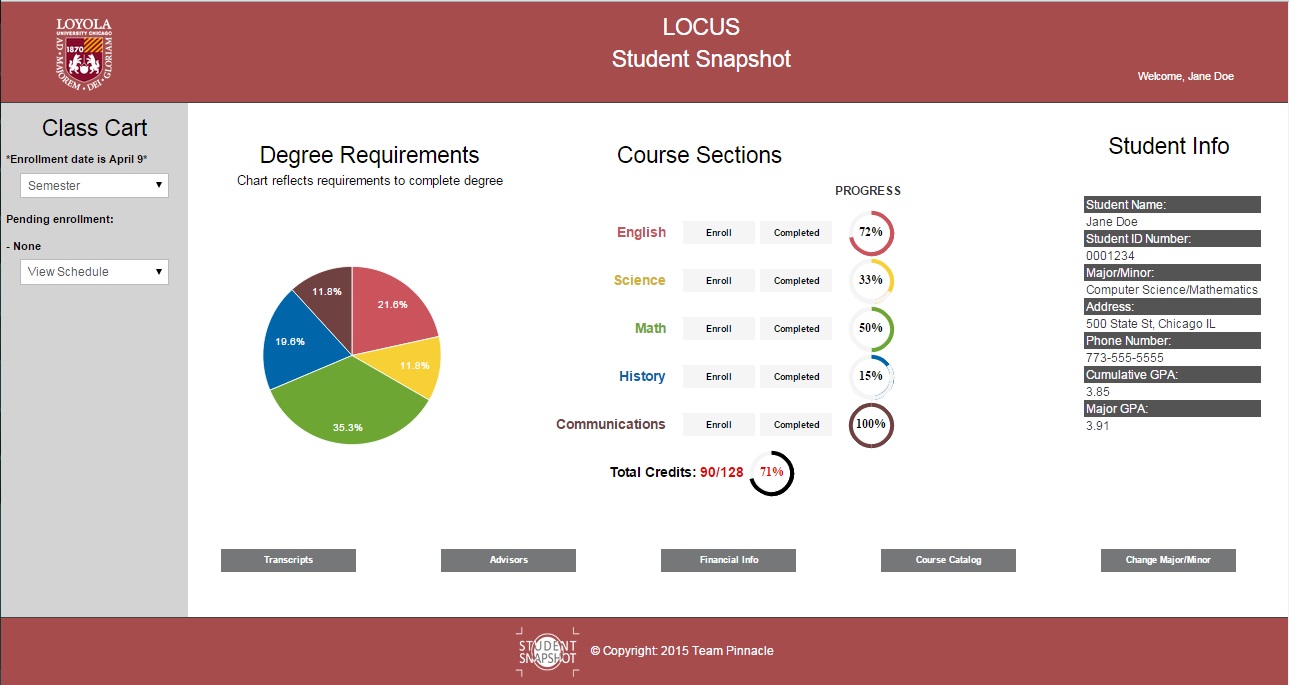 LOYOLA
UNIVERSITY CHICAGO
1870
AD • MAJOREM • DEI • GLORIAM
LOCUS
Student Snapshot
Welcome, Jane Doe
Class Cart
*Enrollment date is April 9*
Semester
Pending enrollment:
- None
View Schedule
Degree Requirements
Chart reflects requirements to complete degree
11.8%
21.6%
19.6%
11.8%
35.3%
Course Sections
PROGRESS
English Enroll Completed 72%
Science Enroll Completed 33%
Math Enroll Completed 50%
History Enroll Completed 15%
Communications Enroll Completed 100%
Total Credits: 90/128 71%
Student Info
Student Name:
Jane Doe
Student ID Number:
0001234
Major/Minor:
Computer Science/Mathematics
Address:
500 State St, Chicago IL
Phone Number:
773-555-5555
Cumulative GPA:
3.85
Major GPA:
3.91
Transcripts Advisors Financial Info Course Catalog Change Major/Minor
STUDENT
SNAPSHOT
© Copyright: 2015 Team Pinnacle